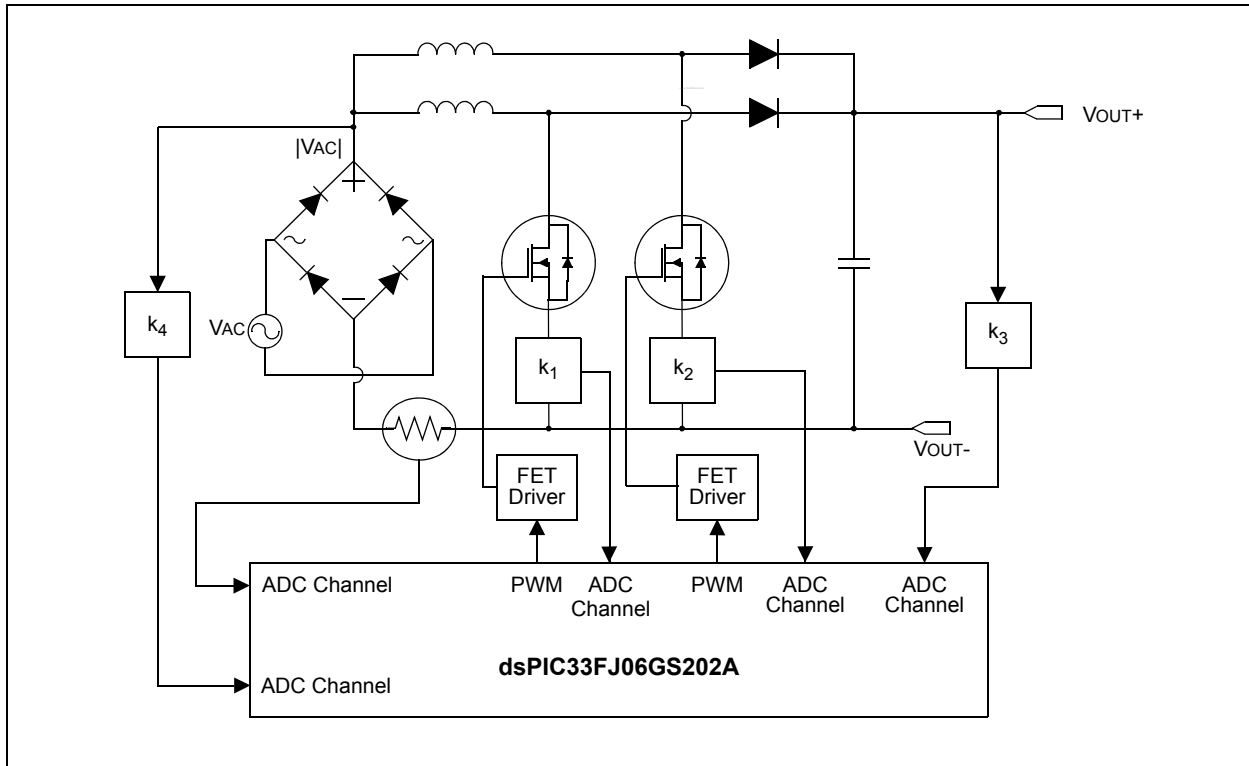 VOUT+
|VAC|
k4
VAC
k1
k2
k3
VOUT-
FET
Driver
FET
Driver
ADC Channel
PWM
ADC
Channel
PWM
ADC
Channel
ADC
Channel
dsPIC33FJ06GS202A
ADC Channel